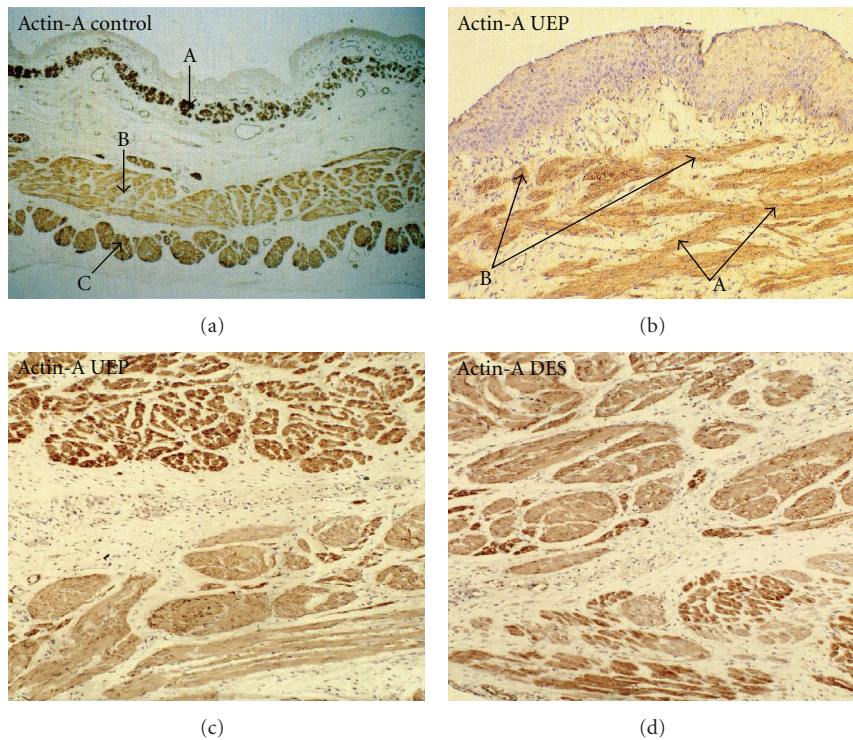 Actin-A control
A
B
C
(a)
Actin-A UEP
B
A
(b)
Actin-A UEP
(c)
Actin-A DES
(d)